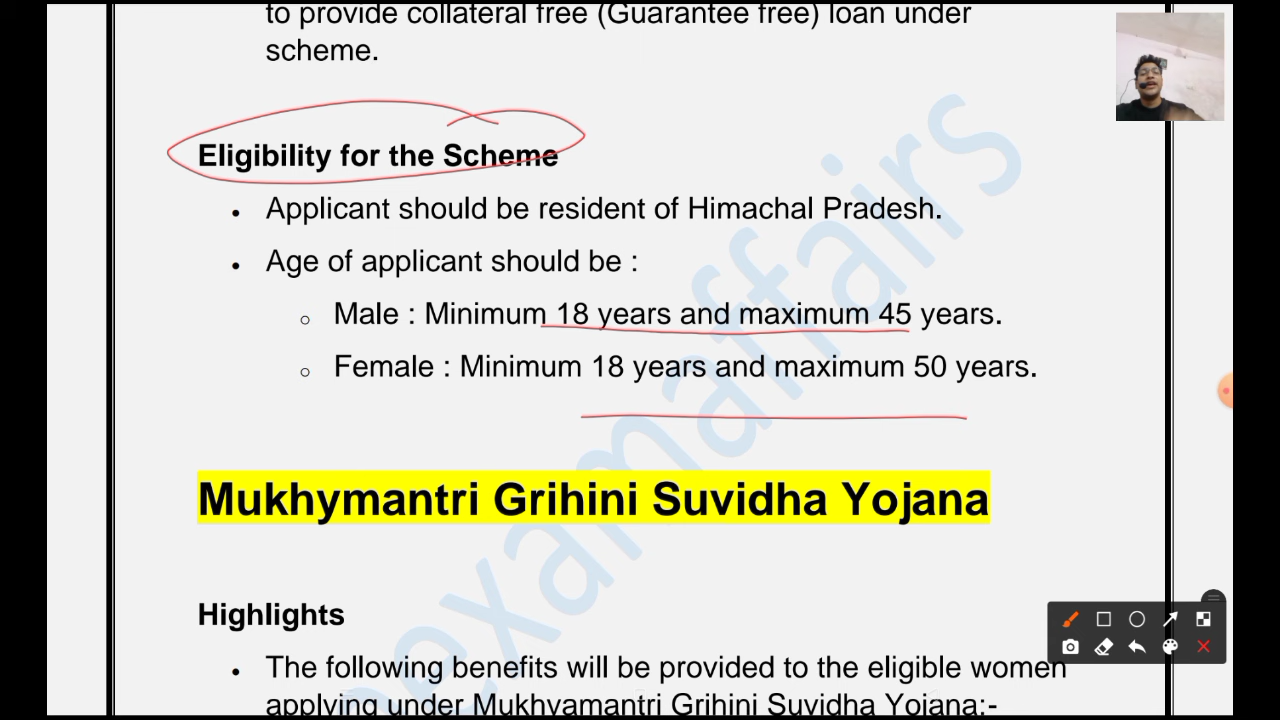 to provide collateral free (Guarantee free) loan under
scheme.
Eligibility for the Scheme
• Applicant should be resident of Himachal Pradesh.
• Age of applicant should be :
o Male : Minimum 18 years and maximum 45 years.
o Female : Minimum 18 years and maximum 50 years.
Mukhymantri Grihini Suvidha Yojana
Highlights
• The following benefits will be provided to the eligible women
applying under Mukhyamantri Grihini Suvidha Yojana:-
examaffairs